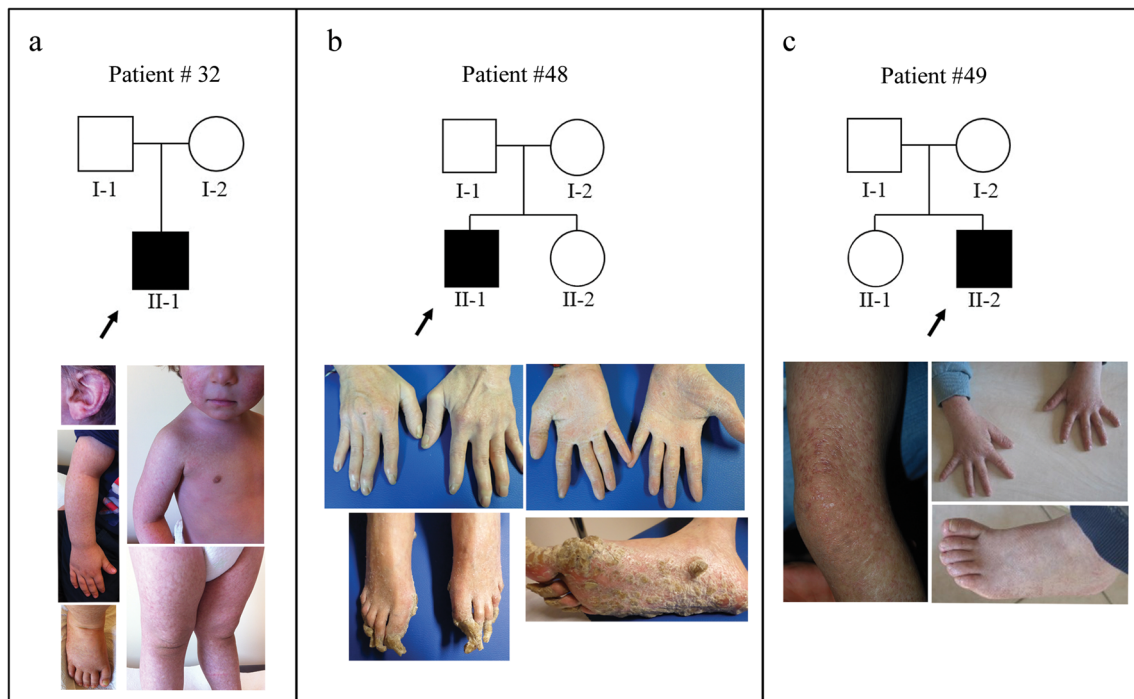 a
Patient # 32
I-1
I-2
II-1
b
Patient #48
I-1
I-2
II-1
II-2
c
Patient #49
I-1
I-2
II-1
II-2